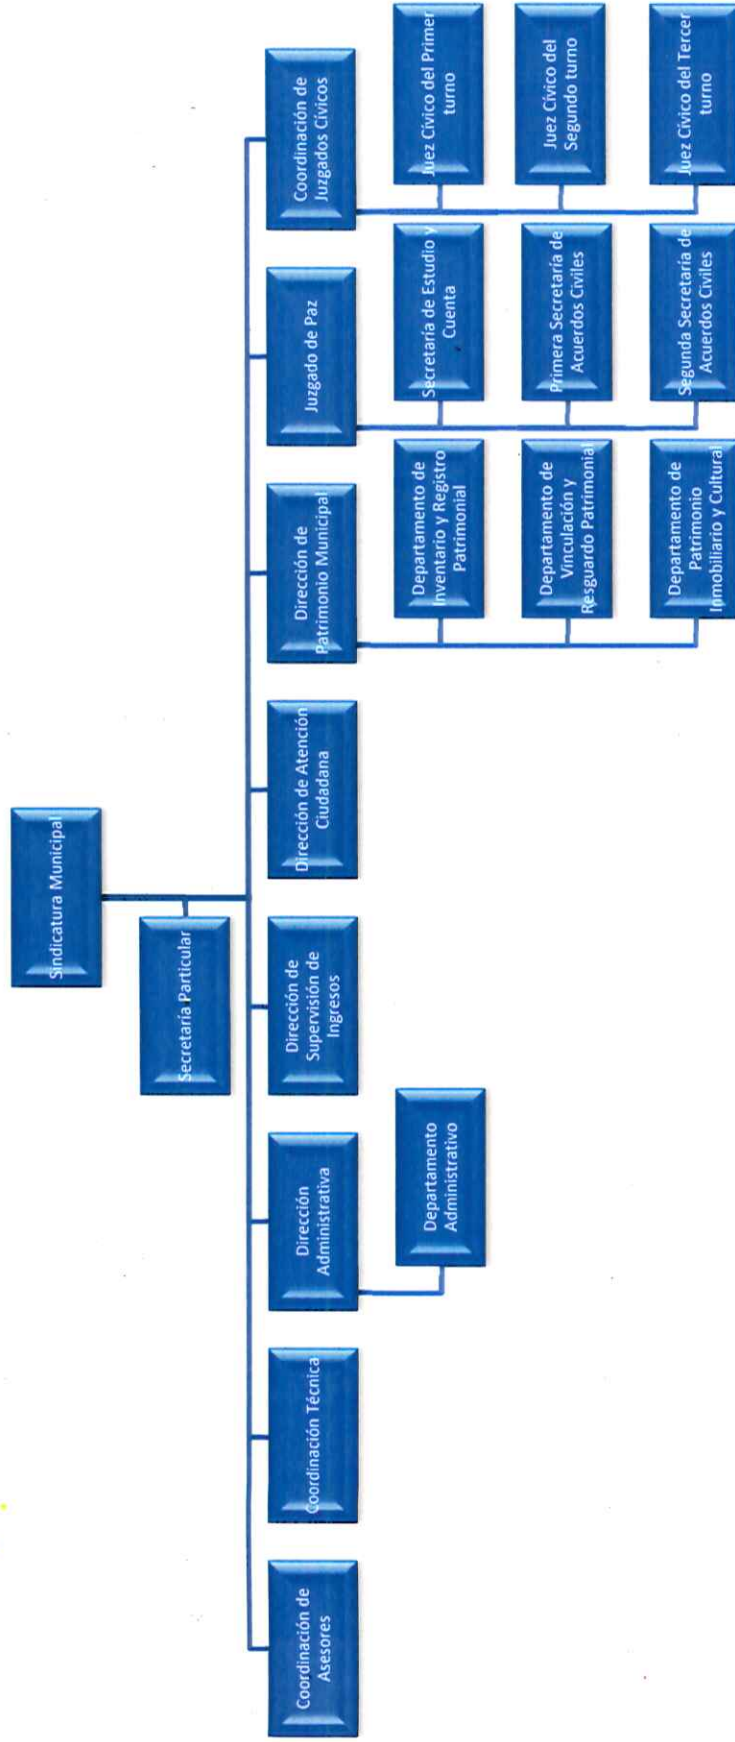 Sindicatura Municipal
Secretaría Particular
Coordinación de
Asesores
Coordinación Técnica
Dirección
Administrativa
Departamento
Administrativo
Dirección de
Supervisión de
Ingresos
Dirección de Atención
Ciudadana
Dirección de
Patrimonio Municipal
Departamento de
Inventario y Registro
Patrimonial
Departamento de
Vinculación y
Resguardo Patrimonial
Departamento de
Patrimonio
Inmobiliario y Cultural
Juzgado de Paz
Secretaría de Estudio y
Cuenta
Primera Secretaría de
Acuerdos Civiles
Segunda Secretaría de
Acuerdos Civiles
Coordinación de
Juzgados Cívicos
Juez Cívico del Primer
turno
Juez Cívico del
Segundo turno
Juez Cívico del Tercer
turno